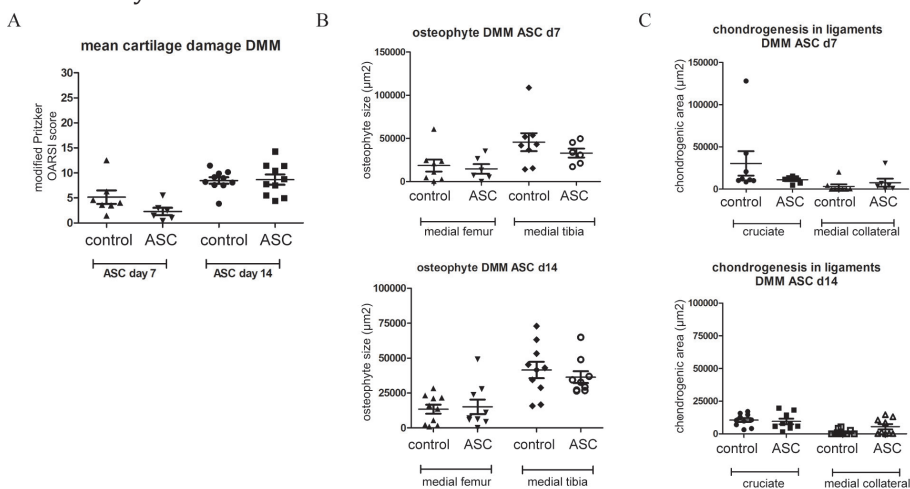 A
mean cartilage damage DMM
modified Pritzker
OARSI score
30
25
20
15
10
5
0
control ASC control ASC
ASC day 7 ASC day 14
B
osteophyte DMM ASC d7
osteophyte size (µm2)
150000
100000
50000
0
control ASC control ASC
medial femur medial tibia
osteophyte DMM ASC d14
osteophyte size (µm2)
100000
75000
50000
25000
0
control ASC control ASC
medial femur medial tibia
C
chondrogenesis in ligaments
DMM ASC d7
chondrogenic area (µm2)
150000
100000
50000
0
control ASC control ASC
cruciate medial collateral
chondrogenesis in ligaments
DMM ASC d14
chondrogenic area (µm2)
100000
75000
50000
25000
0
control ASC control ASC
cruciate medial collateral